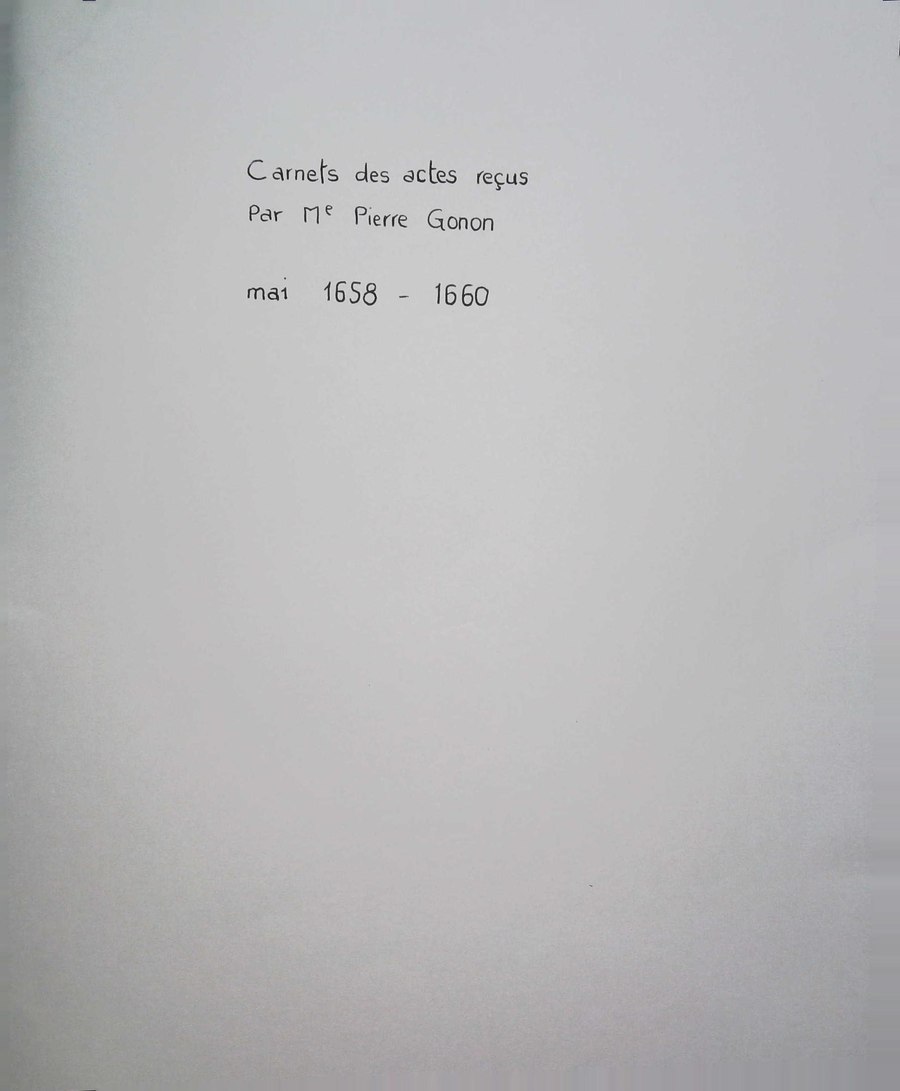 Carnets des actes reçus
Par Me Pierre Gonon
mai 1658 - 1660